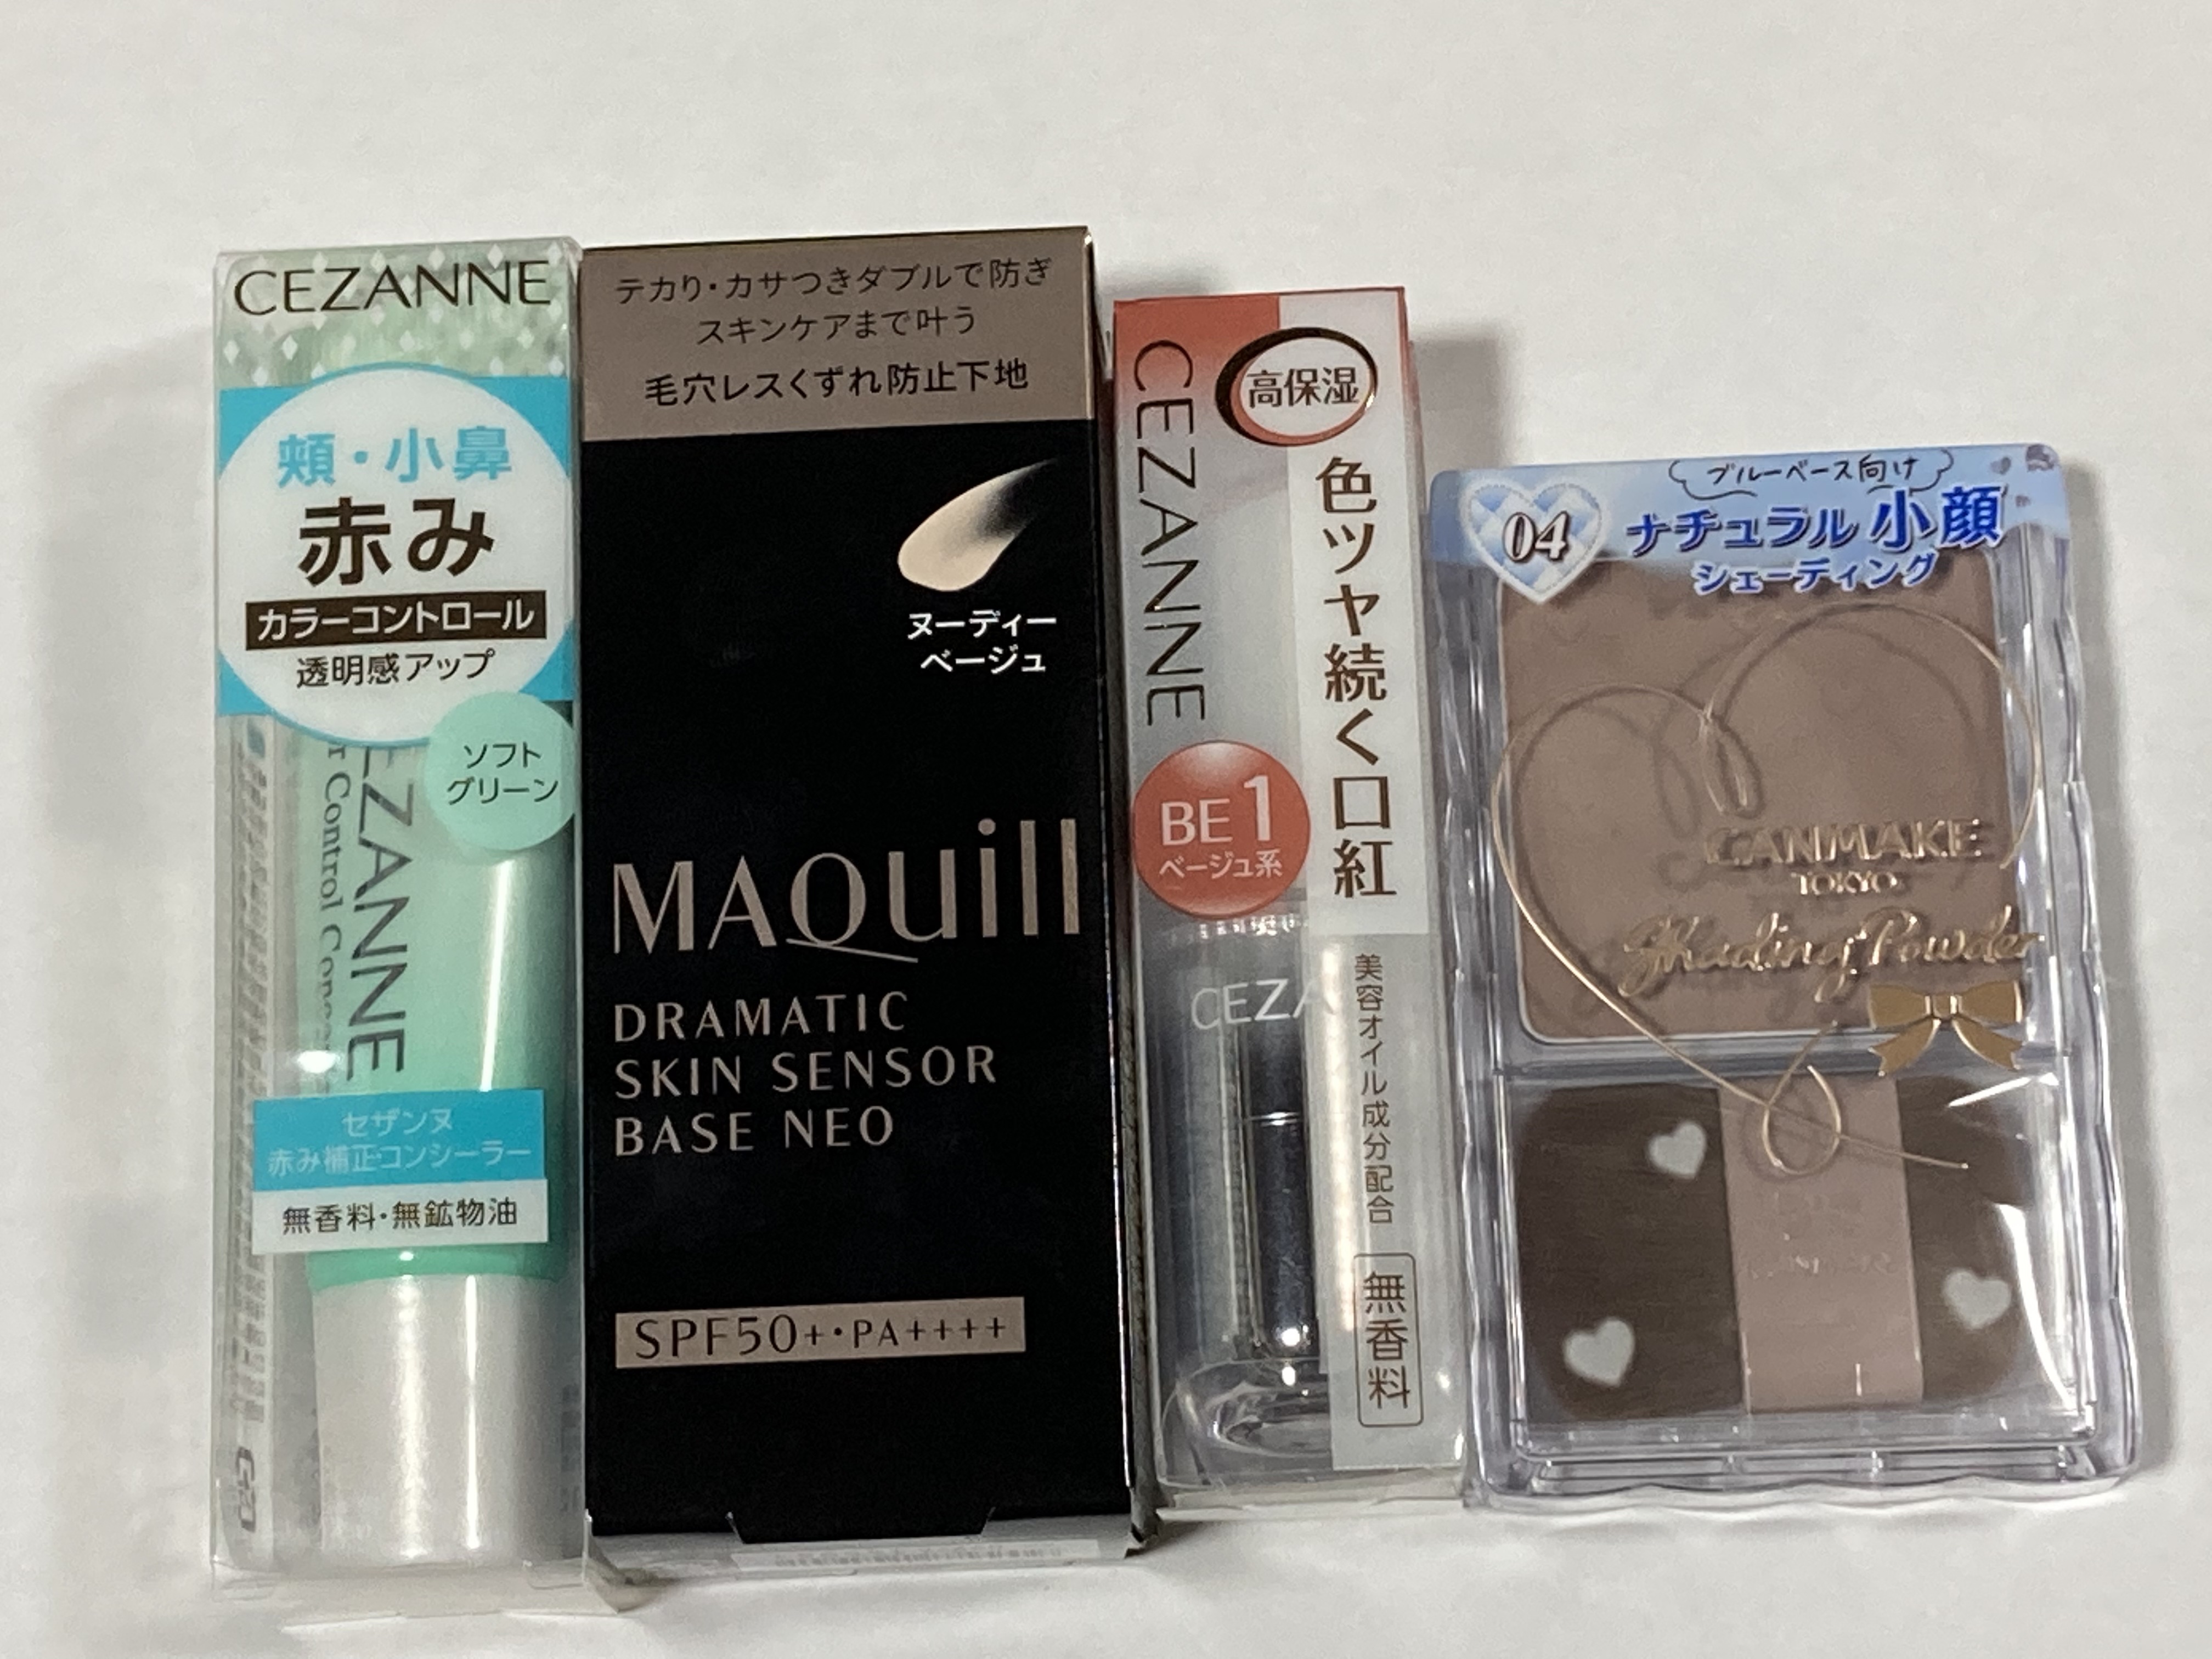 CEZANNE
頬・小鼻
赤み
カラーコントロール
透明感アップ
ソフト
グリーン
CEZANNE
Control
セザンヌ
赤み補正コンシーラー
無香料・無鉱物油
テカり・カサつきダブルで防ぎ
スキンケアまで叶う
毛穴レスくずれ防止下地
ヌーディー
ベージュ
MAQuill
DRAMATIC
SKIN SENSOR
BASE NEO
SPF50+・PA++++
CEZANNE
高保湿
色ツヤ続く口紅
BE 1
ベージュ系
CEZA
美容オイル成分配合
無香料
ブルーベース向け
04
ナチュラル小顔
シェーディング
CANMAKE
TOKYO
Shading Powder